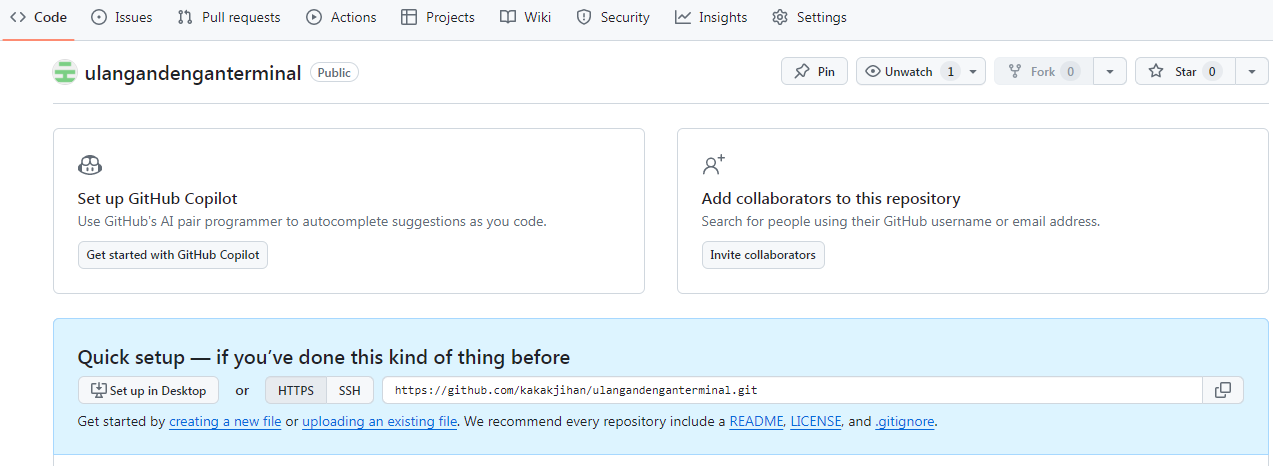 Code Issues Pull requests Actions Projects Wiki Security Insights Settings
ulangandenganterminal Public Pin Unwatch 1 Fork 0 Star 0
Set up GitHub Copilot
Use GitHub's AI pair programmer to autocomplete suggestions as you code.
Get started with GitHub Copilot
Add collaborators to this repository
Search for people using their GitHub username or email address.
Invite collaborators
Quick setup — if you've done this kind of thing before
Set up in Desktop or HTTPS SSH https://github.com/kakakjihan/ulangandenganterminal.git
Get started by creating a new file or uploading an existing file. We recommend every repository include a README, LICENSE, and .gitignore.